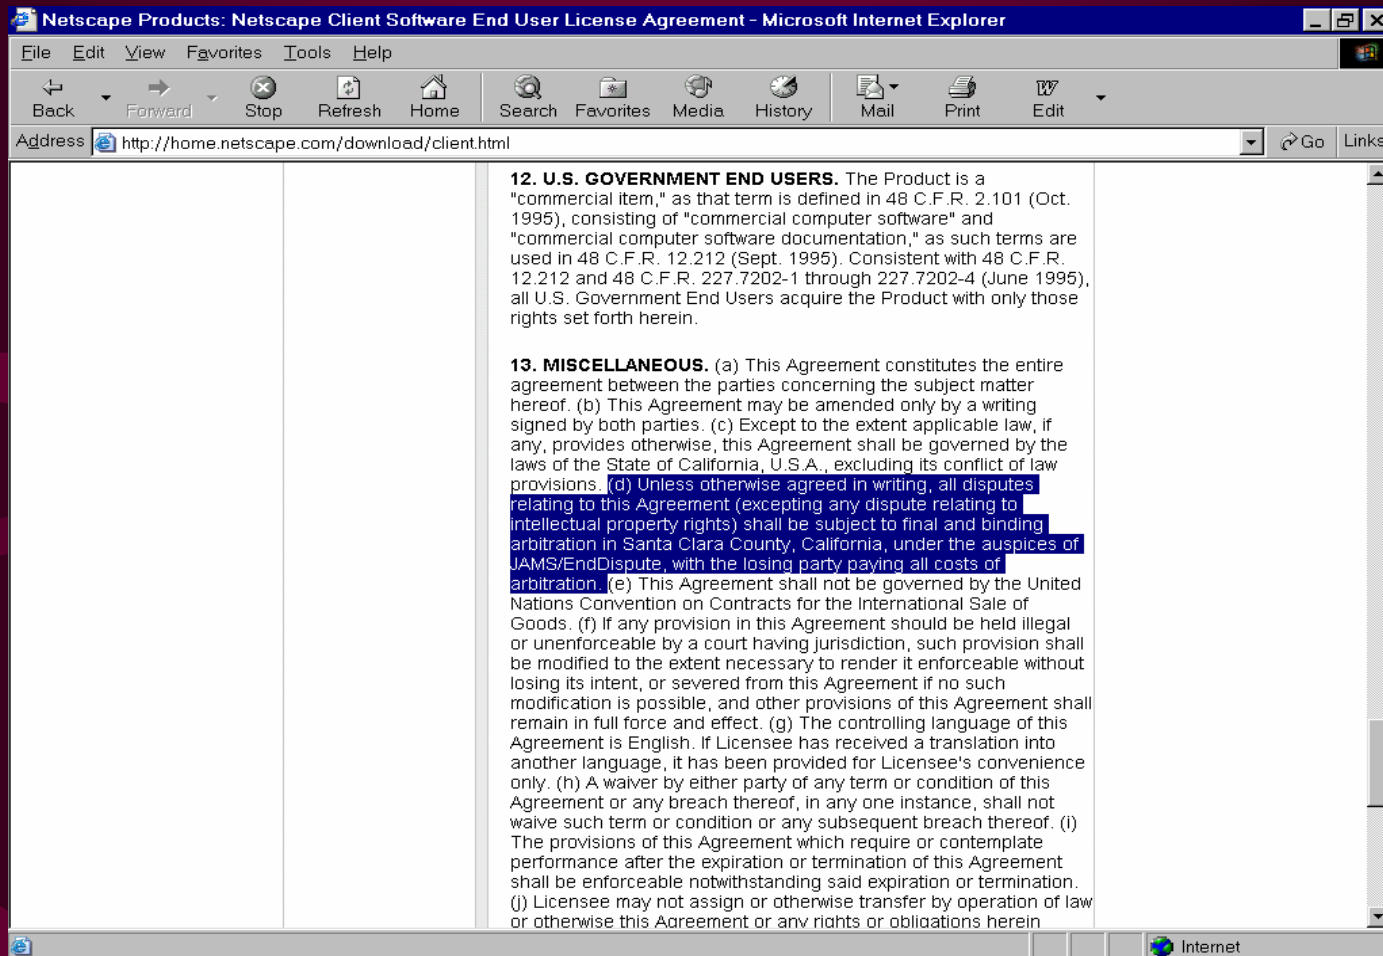 Netscape Products: Netscape Client Software End User License Agreement - Microsoft Internet Explorer
File Edit View Favorites Tools Help
Back Forward Stop Refresh Home Search Favorites Media History Mail Print Edit
Address http://home.netscape.com/download/client.html Go Links
12. U.S. GOVERNMENT END USERS. The Product is a
"commercial item," as that term is defined in 48 C.F.R. 2.101 (Oct.
1995), consisting of "commercial computer software" and
"commercial computer software documentation," as such terms are
used in 48 C.F.R. 12.212 (Sept. 1995). Consistent with 48 C.F.R.
12.212 and 48 C.F.R. 227.7202-1 through 227.7202-4 (June 1995),
all U.S. Government End Users acquire the Product with only those
rights set forth herein.
13. MISCELLANEOUS. (a) This Agreement constitutes the entire
agreement between the parties concerning the subject matter
hereof. (b) This Agreement may be amended only by a writing
signed by both parties. (c) Except to the extent applicable law, if
any, provides otherwise, this Agreement shall be governed by the
laws of the State of California, U.S.A., excluding its conflict of law
provisions. (d) Unless otherwise agreed in writing, all disputes
relating to this Agreement (excepting any dispute relating to
intellectual property rights) shall be subject to final and binding
arbitration in Santa Clara County, California, under the auspices of
JAMS/EndDispute, with the losing party paying all costs of
arbitration. (e) This Agreement shall not be governed by the United
Nations Convention on Contracts for the International Sale of
Goods. (f) If any provision in this Agreement should be held illegal
or unenforceable by a court having jurisdiction, such provision shall
be modified to the extent necessary to render it enforceable without
losing its intent, or severed from this Agreement if no such
modification is possible, and other provisions of this Agreement shall
remain in full force and effect. (g) The controlling language of this
Agreement is English. If Licensee has received a translation into
another language, it has been provided for Licensee's convenience
only. (h) A waiver by either party of any term or condition of this
Agreement or any breach thereof, in any one instance, shall not
waive such term or condition or any subsequent breach thereof. (i)
The provisions of this Agreement which require or contemplate
performance after the expiration or termination of this Agreement
shall be enforceable notwithstanding said expiration or termination.
(j) Licensee may not assign or otherwise transfer by operation of law
or otherwise this Agreement or any rights or obligations herein
Internet